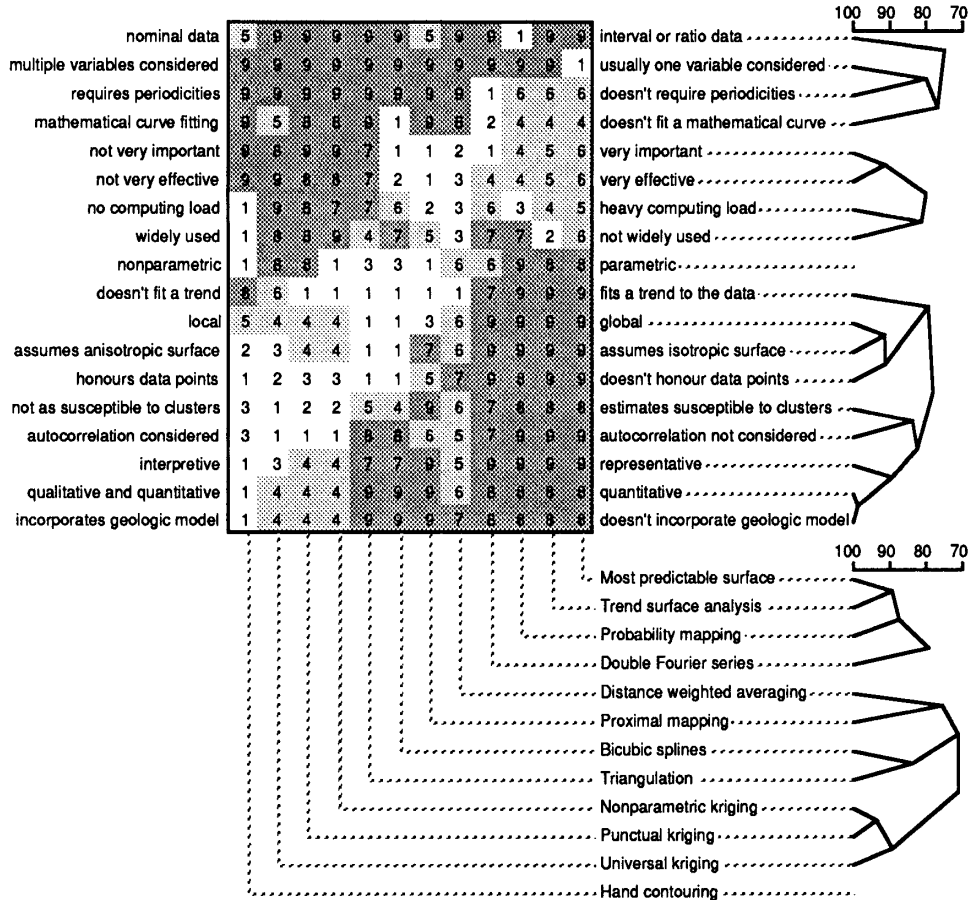 100 90 80 70
nominal data 5 9 9 9 9 9 5 9 9 1 9 9 interval or ratio data
multiple variables considered 9 9 9 9 9 9 9 9 9 9 9 1 usually one variable considered
requires periodicities 9 9 9 9 9 9 9 9 1 6 6 6 doesn't require periodicities
mathematical curve fitting 9 5 8 8 9 1 9 8 2 4 4 4 doesn't fit a mathematical curve
not very important 9 8 9 9 7 1 1 2 1 4 5 6 very important
not very effective 9 9 8 8 7 2 1 3 4 4 5 6 very effective
no computing load 1 9 8 7 7 6 2 3 6 3 4 5 heavy computing load
widely used 1 8 8 9 4 7 5 3 7 7 2 6 not widely used
nonparametric 1 8 8 1 3 3 1 6 6 9 8 8 parametric
doesn't fit a trend 8 6 1 1 1 1 1 1 7 9 9 9 fits a trend to the data
local 5 4 4 4 1 1 3 6 9 9 9 9 global
assumes anisotropic surface 2 3 4 4 1 1 7 6 9 9 9 9 assumes isotropic surface
honours data points 1 2 3 3 1 1 5 7 9 8 9 9 doesn't honour data points
not as susceptible to clusters 3 1 2 2 5 4 9 6 7 8 8 8 estimates susceptible to clusters
autocorrelation considered 3 1 1 1 8 8 6 5 7 9 9 9 autocorrelation not considered
interpretive 1 3 4 4 7 7 9 5 9 9 9 9 representative
qualitative and quantitative 1 4 4 4 9 9 9 6 8 8 8 8 quantitative
incorporates geologic model 1 4 4 4 9 9 9 7 8 8 8 8 doesn't incorporate geologic model
100 90 80 70
Most predictable surface
Trend surface analysis
Probability mapping
Double Fourier series
Distance weighted averaging
Proximal mapping
Bicubic splines
Triangulation
Nonparametric kriging
Punctual kriging
Universal kriging
Hand contouring